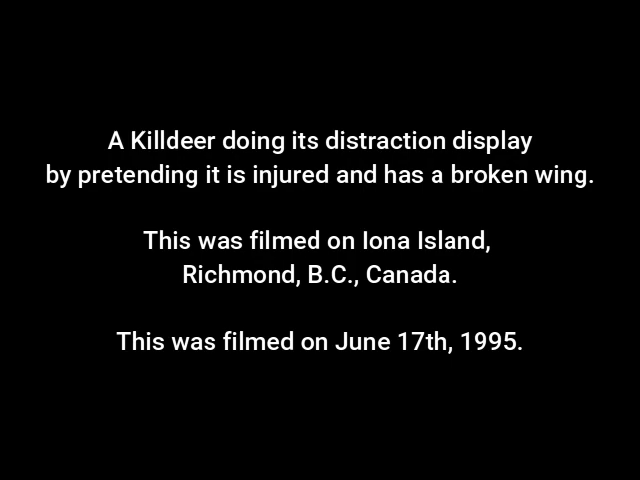 A Killdeer doing its distraction display
by pretending it is injured and has a broken wing.
This was filmed on Iona Island,
Richmond, B.C., Canada.
This was filmed on June 17th, 1995.